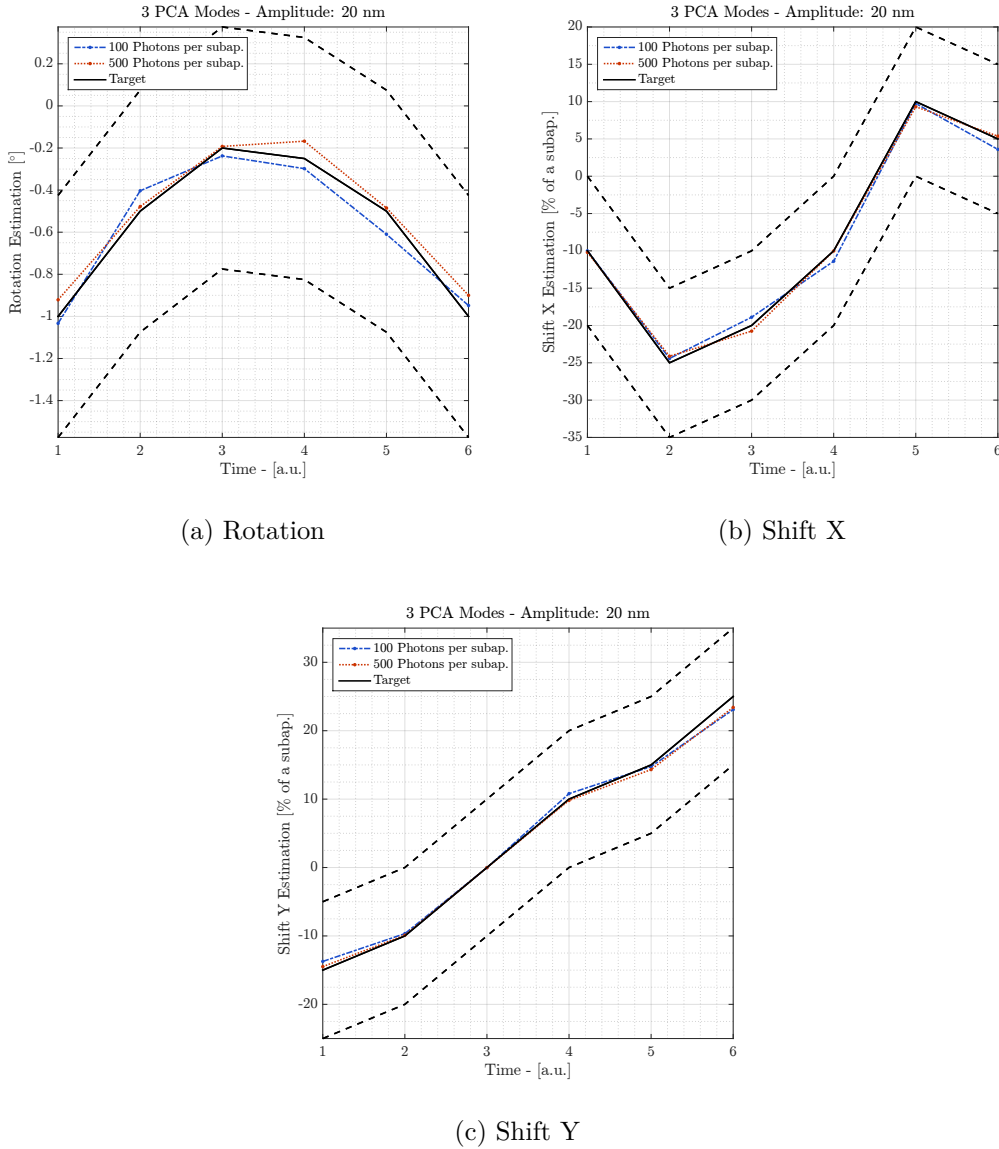 3 PCA Modes - Amplitude: 20 nm
100 Photons per subap.
500 Photons per subap.
Target
0.2
0
-0.2
-0.4
-0.6
-0.8
-1
-1.2
-1.4
Rotation Estimation [°]
1 2 3 4 5 6
Time - [a.u.]
(a) Rotation
3 PCA Modes - Amplitude: 20 nm
100 Photons per subap.
500 Photons per subap.
Target
20
15
10
5
0
-5
-10
-15
-20
-25
-30
-35
Shift X Estimation [% of a subap.]
1 2 3 4 5 6
Time - [a.u.]
(b) Shift X
3 PCA Modes - Amplitude: 20 nm
100 Photons per subap.
500 Photons per subap.
Target
30
20
10
0
-10
-20
Shift Y Estimation [% of a subap.]
1 2 3 4 5 6
Time - [a.u.]
(c) Shift Y